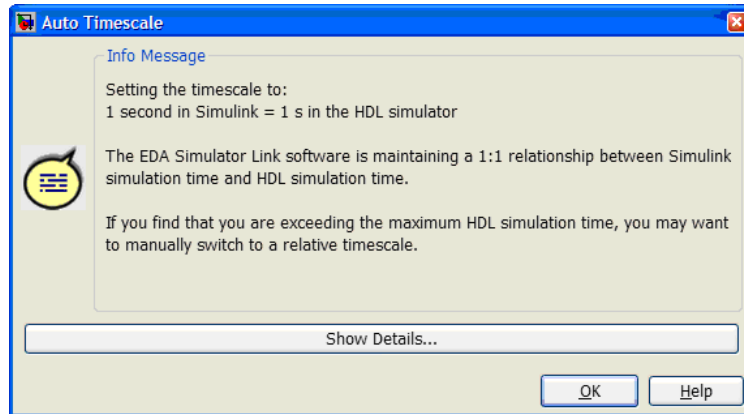 Auto Timescale
Info Message
Setting the timescale to:
1 second in Simulink = 1 s in the HDL simulator
The EDA Simulator Link software is maintaining a 1:1 relationship between Simulink
simulation time and HDL simulation time.
If you find that you are exceeding the maximum HDL simulation time, you may want
to manually switch to a relative timescale.
Show Details...
OK
Help